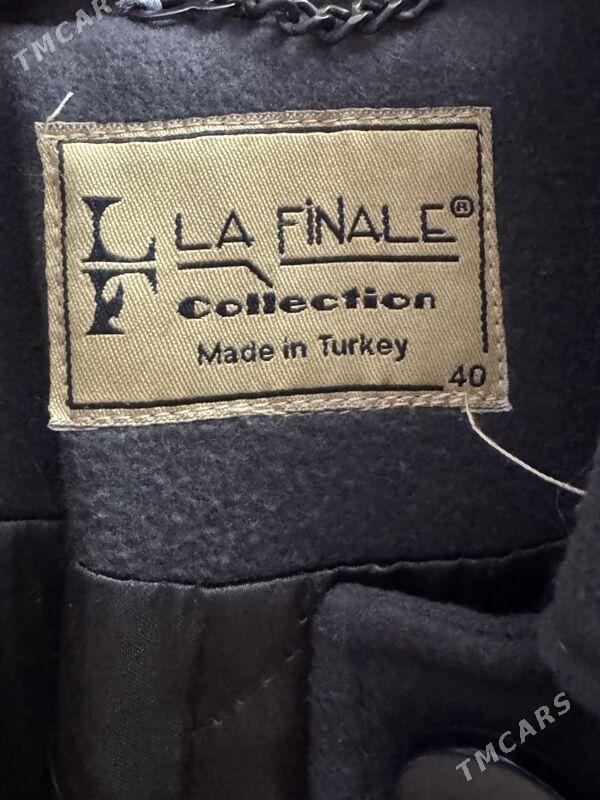 TMCARS
LF
LA FiNALE®
Collection
Made in Turkey
40
TMCARS